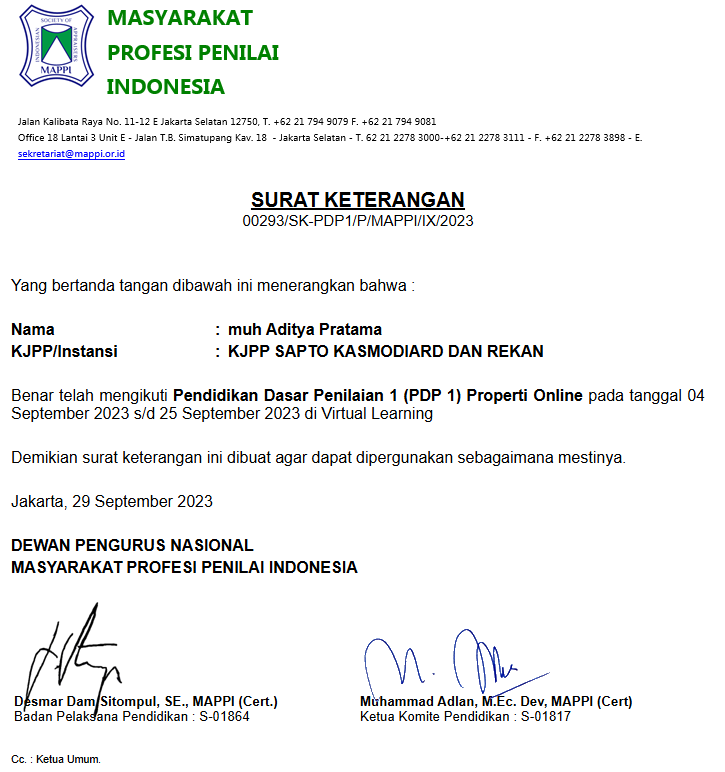 SOCIETY OF
INDONESIAN
APPRAISERS
MAPPI
MASYARAKAT
PROFESI PENILAI
INDONESIA
Jalan Kalibata Raya No. 11-12 E Jakarta Selatan 12750, T. +62 21 794 9079 F. +62 21 794 9081
Office 18 Lantai 3 Unit E - Jalan T.B. Simatupang Kav. 18 - Jakarta Selatan - T. 62 21 2278 3000-+62 21 2278 3111 - F. +62 21 2278 3898 - E.
sekretariat@mappi.or.id
SURAT KETERANGAN
00293/SK-PDP1/P/MAPPI/IX/2023
Yang bertanda tangan dibawah ini menerangkan bahwa :
Nama : muh Aditya Pratama
KJPP/Instansi : KJPP SAPTO KASMODIARD DAN REKAN
Benar telah mengikuti Pendidikan Dasar Penilaian 1 (PDP 1) Properti Online pada tanggal 04
September 2023 s/d 25 September 2023 di Virtual Learning
Demikian surat keterangan ini dibuat agar dapat dipergunakan sebagaimana mestinya.
Jakarta, 29 September 2023
DEWAN PENGURUS NASIONAL
MASYARAKAT PROFESI PENILAI INDONESIA
Desmar Dam Sitompul, SE., MAPPI (Cert.) Muhammad Adlan, M.Ec. Dev, MAPPI (Cert)
Badan Pelaksana Pendidikan : S-01864 Ketua Komite Pendidikan : S-01817
Cc. : Ketua Umum.